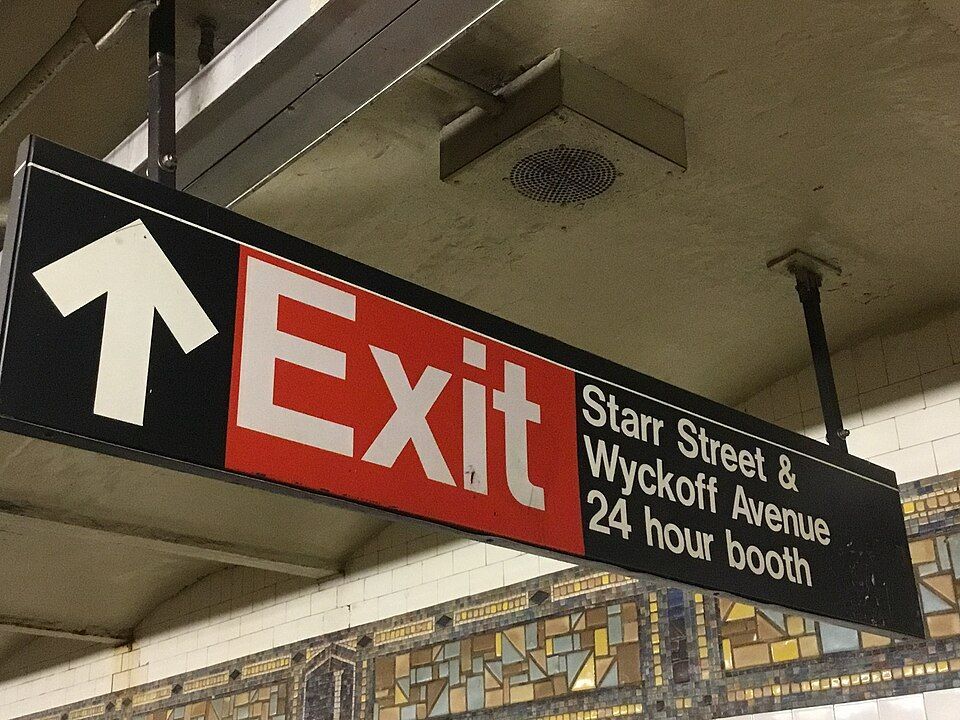 Exit
Starr Street &
Wyckoff Avenue
24 hour booth